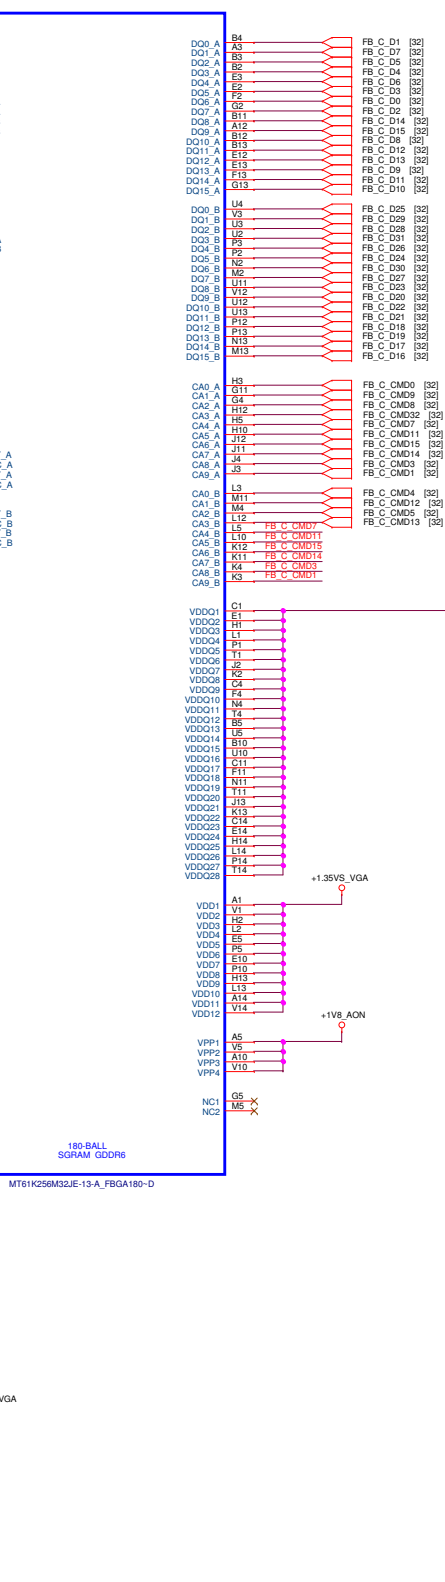 DQ0_A B4 FB_C_D1 [32]
DQ1_A A3 FB_C_D7 [32]
DQ2_A B3 FB_C_D5 [32]
DQ3_A B2 FB_C_D4 [32]
DQ4_A E3 FB_C_D6 [32]
DQ5_A E2 FB_C_D3 [32]
DQ6_A F2 FB_C_D0 [32]
DQ7_A G2 FB_C_D2 [32]
DQ8_A B11 FB_C_D14 [32]
DQ9_A A12 FB_C_D15 [32]
DQ10_A B12 FB_C_D8 [32]
DQ11_A B13 FB_C_D12 [32]
DQ12_A E12 FB_C_D13 [32]
DQ13_A E13 FB_C_D9 [32]
DQ14_A F13 FB_C_D11 [32]
DQ15_A G13 FB_C_D10 [32]
DQ0_B U4 FB_C_D25 [32]
DQ1_B V3 FB_C_D29 [32]
DQ2_B U3 FB_C_D28 [32]
DQ3_B U2 FB_C_D31 [32]
DQ4_B P3 FB_C_D26 [32]
DQ5_B P2 FB_C_D24 [32]
DQ6_B N2 FB_C_D30 [32]
DQ7_B M2 FB_C_D27 [32]
DQ8_B U11 FB_C_D23 [32]
DQ9_B V12 FB_C_D20 [32]
DQ10_B U12 FB_C_D22 [32]
DQ11_B U13 FB_C_D21 [32]
DQ12_B P12 FB_C_D18 [32]
DQ13_B P13 FB_C_D19 [32]
DQ14_B N13 FB_C_D17 [32]
DQ15_B M13 FB_C_D16 [32]
CA0_A H3 FB_C_CMD0 [32]
CA1_A G11 FB_C_CMD9 [32]
CA2_A G4 FB_C_CMD8 [32]
CA3_A H12 FB_C_CMD32 [32]
CA4_A H5 FB_C_CMD7 [32]
CA5_A H10 FB_C_CMD11 [32]
CA6_A J12 FB_C_CMD15 [32]
CA7_A J11 FB_C_CMD14 [32]
CA8_A J4 FB_C_CMD3 [32]
CA9_A J3 FB_C_CMD1 [32]
CA0_B L3 FB_C_CMD4 [32]
CA1_B M11 FB_C_CMD12 [32]
CA2_B M4 FB_C_CMD5 [32]
CA3_B L12 FB_C_CMD13 [32]
CA4_B L5 FB_C_CMD7
CA5_B L10 FB_C_CMD11
CA6_B K12 FB_C_CMD15
CA7_B K11 FB_C_CMD14
CA8_B K4 FB_C_CMD3
CA9_B K3 FB_C_CMD1
VDDQ1 C1
VDDQ2 E1
VDDQ3 H1
VDDQ4 L1
VDDQ5 P1
VDDQ6 T1
VDDQ7 J2
VDDQ8 K2
VDDQ9 C4
VDDQ10 F4
VDDQ11 N4
VDDQ12 T4
VDDQ13 B5
VDDQ14 U5
VDDQ15 B10
VDDQ16 U10
VDDQ17 C11
VDDQ18 F11
VDDQ19 N11
VDDQ20 T11
VDDQ21 J13
VDDQ22 K13
VDDQ23 C14
VDDQ24 E14
VDDQ25 H14
VDDQ26 L14
VDDQ27 P14
VDDQ28 T14
+1.35VS_VGA
VDD1 A1
VDD2 V1
VDD3 H2
VDD4 L2
VDD5 E5
VDD6 P5
VDD7 E10
VDD8 P10
VDD9 H13
VDD10 L13
VDD11 A14
VDD12 V14
+1V8_AON
VPP1 A5
VPP2 V5
VPP3 A10
VPP4 V10
NC1 G5
NC2 M5
180-BALL
SGRAM GDDR6
MT61K256M32JE-13-A_FBGA180~D
VGA